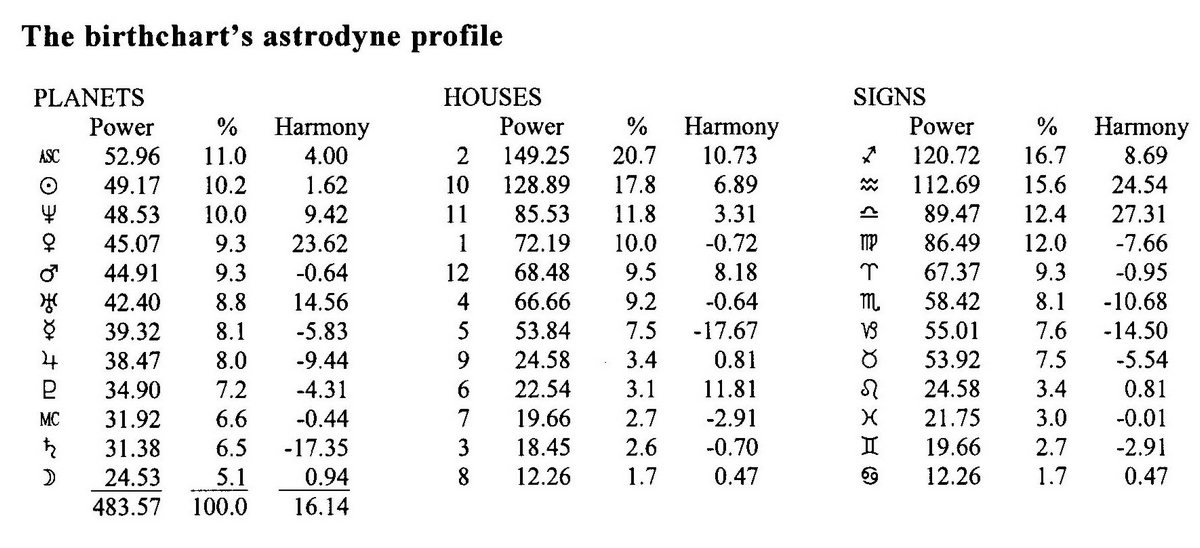 The birthchart's astrodyne profile
PLANETS HOUSES SIGNS
Power % Harmony Power % Harmony Power % Harmony
ASC 52.96 11.0 4.00 2 149.25 20.7 10.73 ♐ 120.72 16.7 8.69
☉ 49.17 10.2 1.62 10 128.89 17.8 6.89 ♒ 112.69 15.6 24.54
♆ 48.53 10.0 9.42 11 85.53 11.8 3.31 ♎ 89.47 12.4 27.31
♀ 45.07 9.3 23.62 1 72.19 10.0 -0.72 ♍ 86.49 12.0 -7.66
♂ 44.91 9.3 -0.64 12 68.48 9.5 8.18 ♈ 67.37 9.3 -0.95
♅ 42.40 8.8 14.56 4 66.66 9.2 -0.64 ♏ 58.42 8.1 -10.68
☿ 39.32 8.1 -5.83 5 53.84 7.5 -17.67 ♑ 55.01 7.6 -14.50
♃ 38.47 8.0 -9.44 9 24.58 3.4 0.81 ♉ 53.92 7.5 -5.54
♇ 34.90 7.2 -4.31 6 22.54 3.1 11.81 ♌ 24.58 3.4 0.81
MC 31.92 6.6 -0.44 7 19.66 2.7 -2.91 ♓ 21.75 3.0 -0.01
♄ 31.38 6.5 -17.35 3 18.45 2.6 -0.70 ♊ 19.66 2.7 -2.91
☽ 24.53 5.1 0.94 8 12.26 1.7 0.47 ♋ 12.26 1.7 0.47
483.57 100.0 16.14